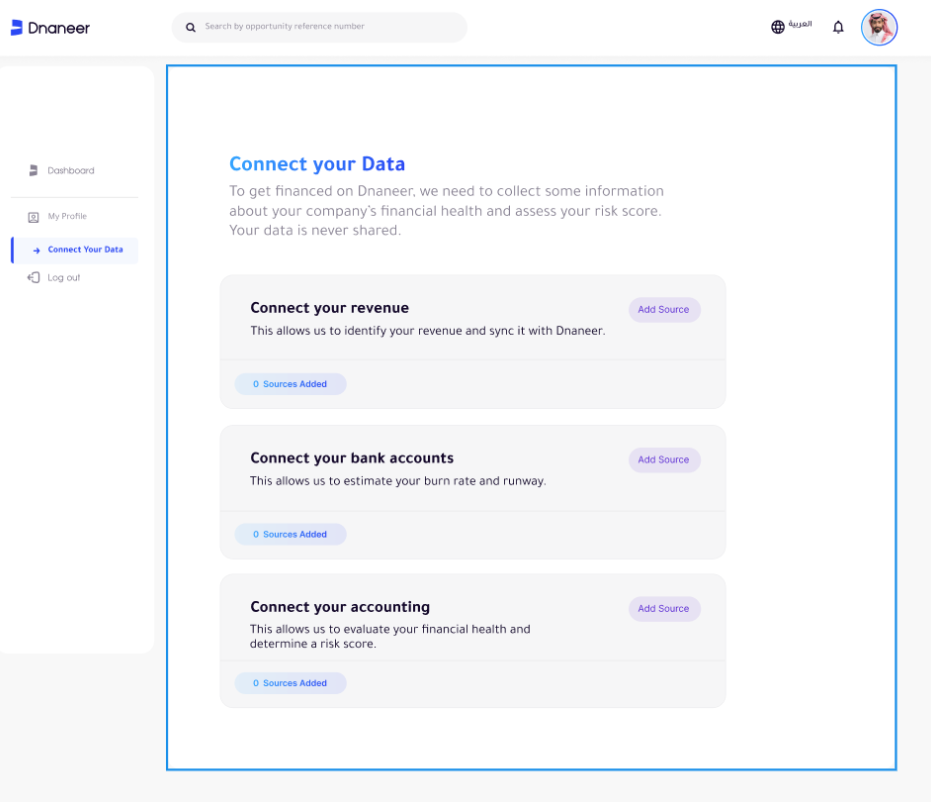 Dnaneer
Search by opportunity reference number
العربية
Dashboard
My Profile
Connect Your Data
Log out
Connect your Data
To get financed on Dnaneer, we need to collect some information
about your company's financial health and assess your risk score.
Your data is never shared.
Connect your revenue
Add Source
This allows us to identify your revenue and sync it with Dnaneer.
0 Sources Added
Connect your bank accounts
Add Source
This allows us to estimate your burn rate and runway.
0 Sources Added
Connect your accounting
Add Source
This allows us to evaluate your financial health and
determine a risk score.
0 Sources Added